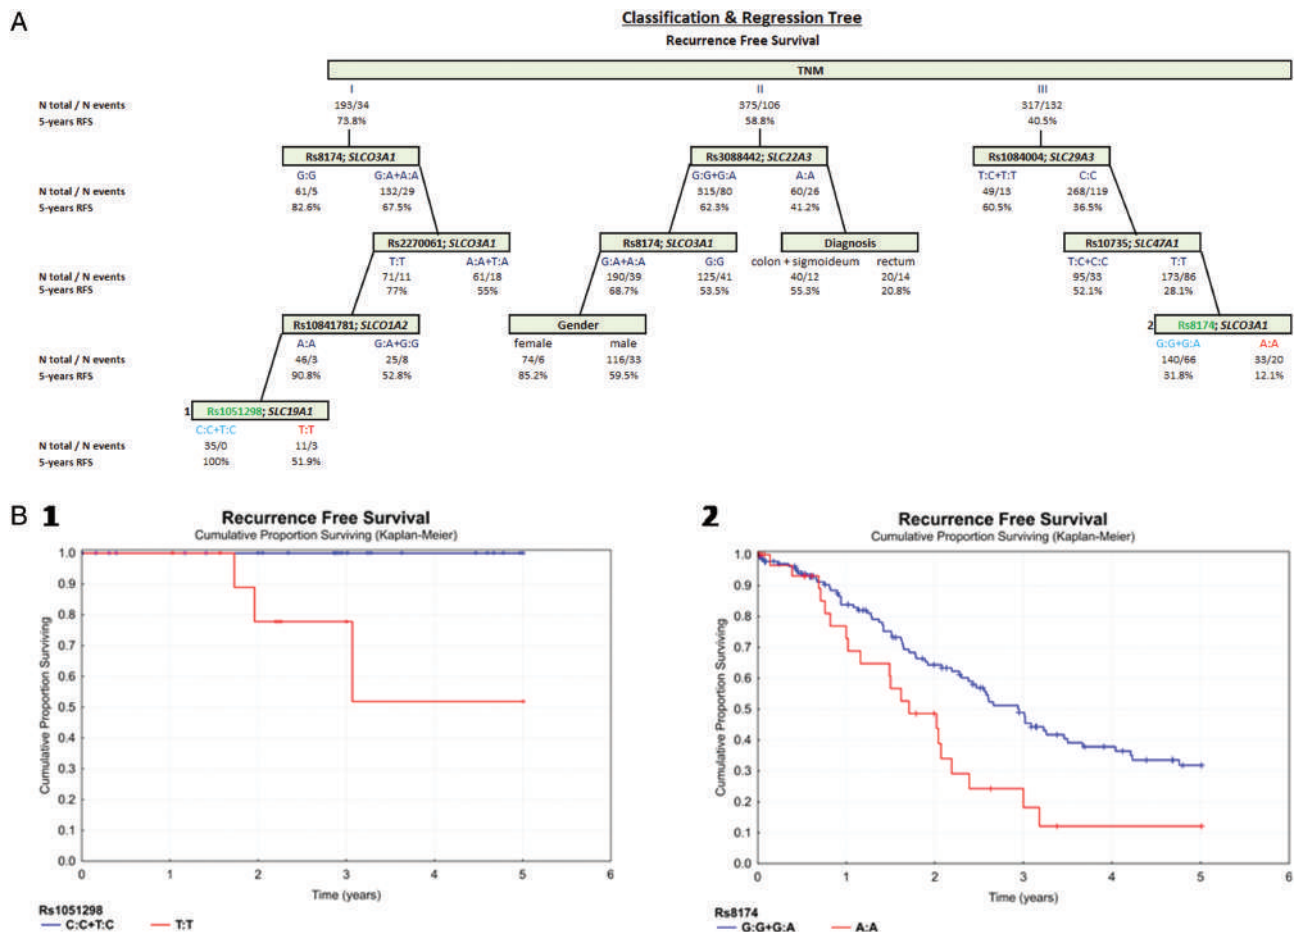 A
Classification & Regression Tree
Recurrence Free Survival
TNM
I II III
N total / N events 193/34 375/106 317/132
5-years RFS 73.8% 58.8% 40.5%
Rs8174; SLCO3A1 Rs3088442; SLC22A3 Rs1084004; SLC29A3
G:G G:A+A:A G:G+G:A A:A T:C+T:T C:C
N total / N events 61/5 132/29 315/80 60/26 49/13 268/119
5-years RFS 82.6% 67.5% 62.3% 41.2% 60.5% 36.5%
Rs2270061; SLCO3A1 Rs8174; SLCO3A1 Diagnosis Rs10735; SLC47A1
T:T A:A+T:A G:A+A:A G:G colon + sigmoideum rectum T:C+C:C T:T
N total / N events 71/11 61/18 190/39 125/41 40/12 20/14 95/33 173/86
5-years RFS 77% 55% 68.7% 53.5% 55.3% 20.8% 52.1% 28.1%
Rs10841781; SLCO1A2 Gender 2 Rs8174; SLCO3A1
A:A G:A+G:G female male G:G+G:A A:A
N total / N events 46/3 25/8 74/6 116/33 140/66 33/20
5-years RFS 90.8% 52.8% 85.2% 59.5% 31.8% 12.1%
1 Rs1051298; SLC19A1
C:C+T:C T:T
N total / N events 35/0 11/3
5-years RFS 100% 51.9%
B 1
Recurrence Free Survival
Cumulative Proportion Surviving (Kaplan-Meier)
Cumulative Proportion Surviving
1.0
0.9
0.8
0.7
0.6
0.5
0.4
0.3
0.2
0.1
0.0
0 1 2 3 4 5 6
Time (years)
Rs1051298
C:C+T:C T:T
2
Recurrence Free Survival
Cumulative Proportion Surviving (Kaplan-Meier)
Cumulative Proportion Surviving
1.0
0.9
0.8
0.7
0.6
0.5
0.4
0.3
0.2
0.1
0.0
0 1 2 3 4 5 6
Time (years)
Rs8174
G:G+G:A A:A